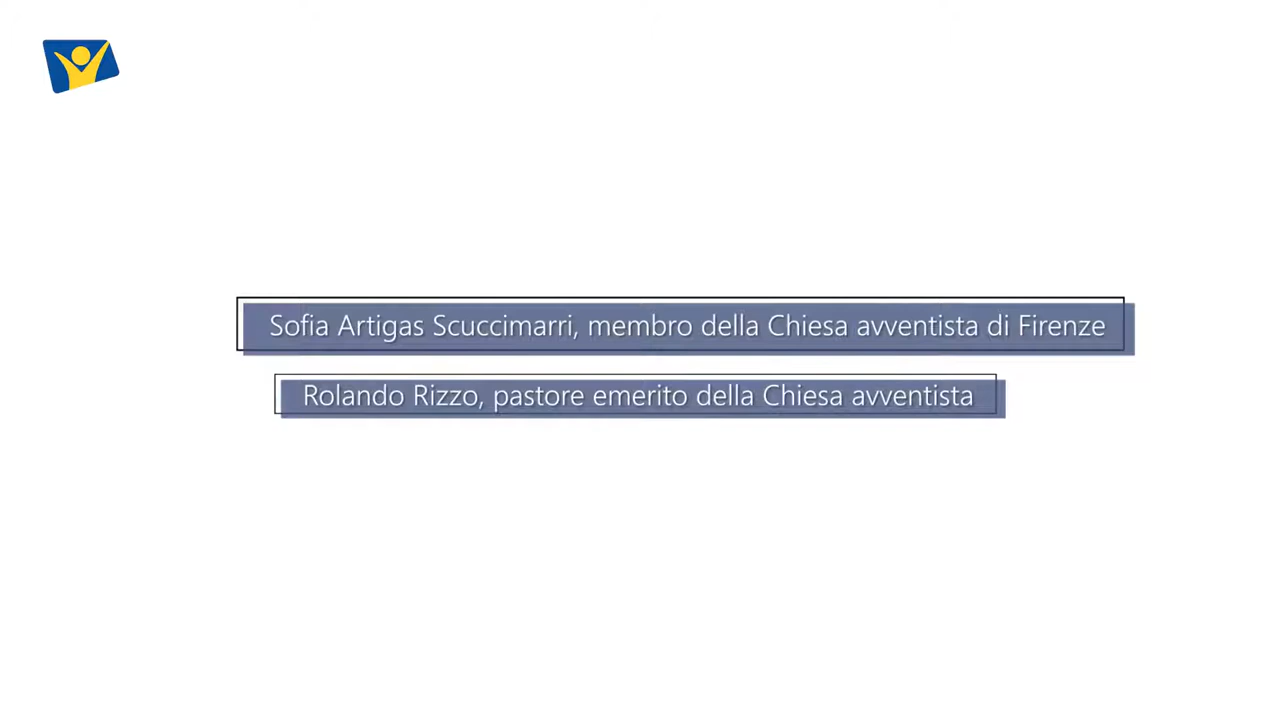 Sofia Artigas Scuccimarri, membro della Chiesa avventista di Firenze
Rolando Rizzo, pastore emerito della Chiesa avventista